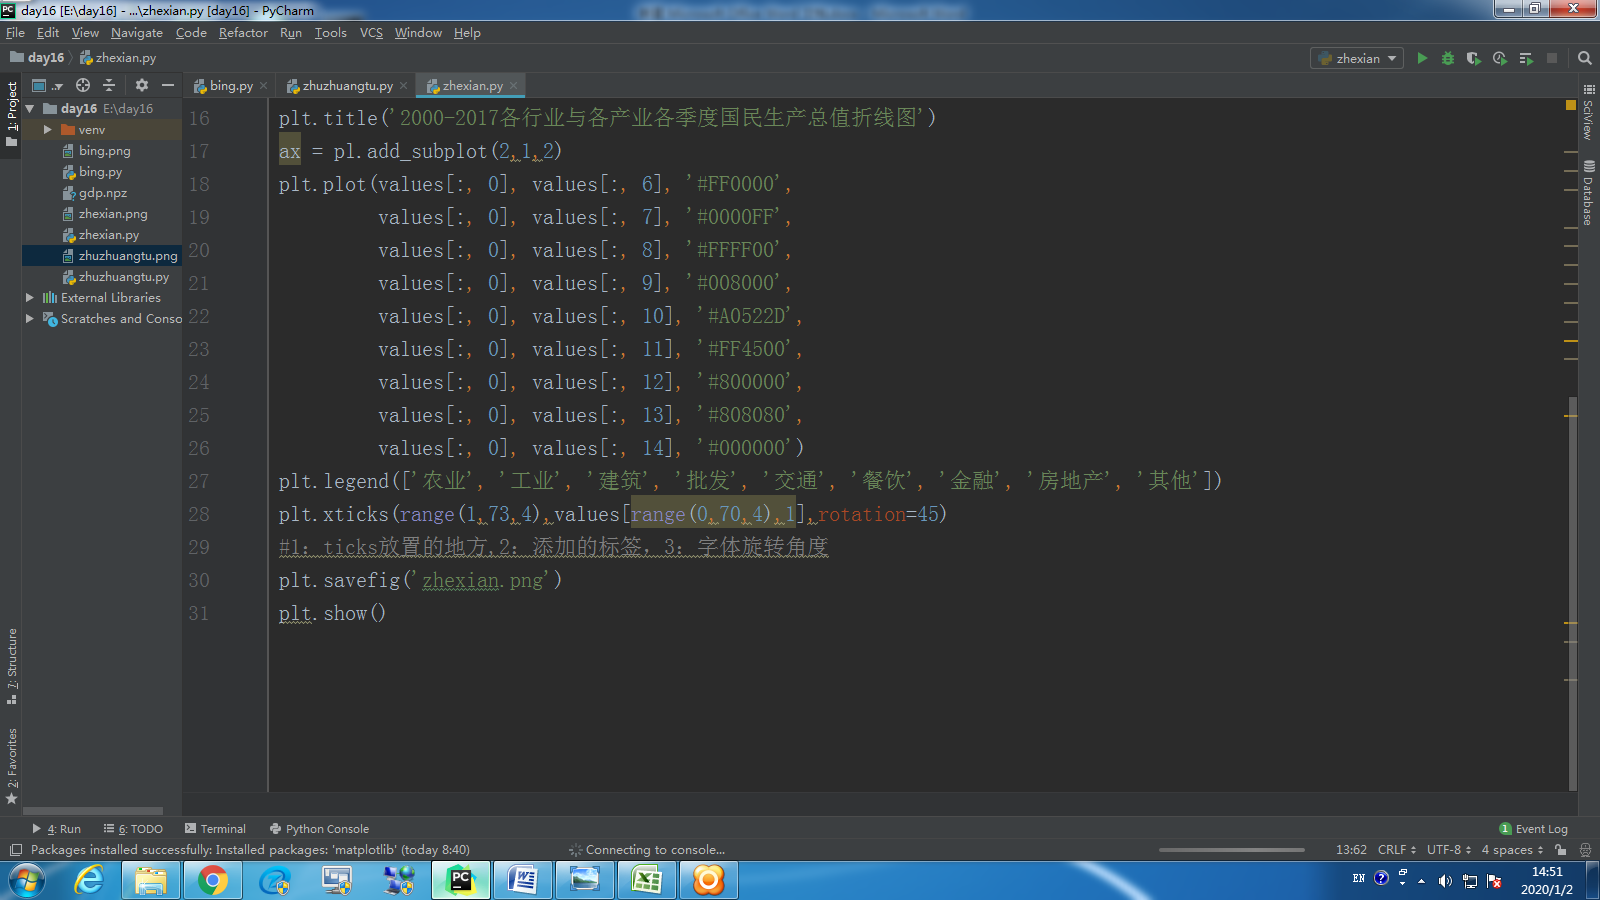 day16 [E:\day16] - ...\zhexian.py [day16] - PyCharm
File Edit View Navigate Code Refactor Run Tools VCS Window Help
day16 zhexian.py
zhexian
bing.py zhuzhuangtu.py zhexian.py
1: Project
day16 E:\day16
venv
bing.png
bing.py
gdp.npz
zhexian.png
zhexian.py
zhuzhuangtu.png
zhuzhuangtu.py
External Libraries
Scratches and Conso
7: Structure
2: Favorites
16 plt.title('2000-2017各行业与各产业各季度国民生产总值折线图')
17 ax = pl.add_subplot(2,1,2)
18 plt.plot(values[:, 0], values[:, 6], '#FF0000',
19 values[:, 0], values[:, 7], '#0000FF',
20 values[:, 0], values[:, 8], '#FFFF00',
21 values[:, 0], values[:, 9], '#008000',
22 values[:, 0], values[:, 10], '#A0522D',
23 values[:, 0], values[:, 11], '#FF4500',
24 values[:, 0], values[:, 12], '#800000',
25 values[:, 0], values[:, 13], '#808080',
26 values[:, 0], values[:, 14], '#000000')
27 plt.legend(['农业', '工业', '建筑', '批发', '交通', '餐饮', '金融', '房地产', '其他'])
28 plt.xticks(range(1,73,4),values[range(0,70,4),1],rotation=45)
29 #1: ticks放置的地方,2: 添加的标签, 3: 字体旋转角度
30 plt.savefig('zhexian.png')
31 plt.show()
SciView
Database
4: Run 6: TODO Terminal Python Console
1 Event Log
Packages installed successfully: Installed packages: 'matplotlib' (today 8:40) Connecting to console... 13:62 CRLF UTF-8 4 spaces
EN
14:51
2020/1/2